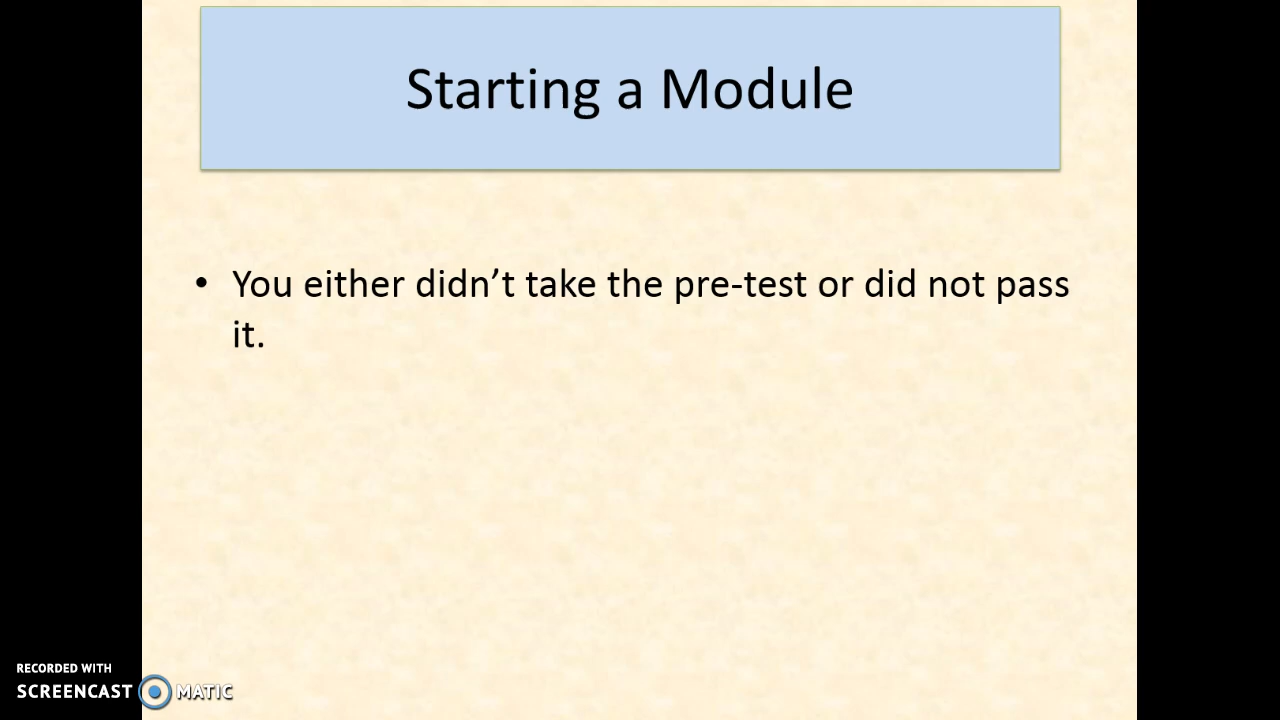 Starting a Module
• You either didn’t take the pre-test or did not pass
it.
RECORDED WITH
SCREENCAST MATIC